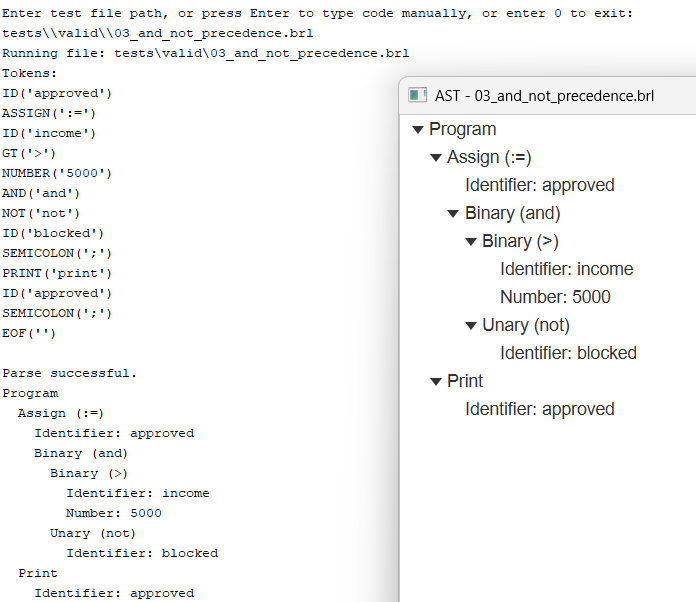 Enter test file path, or press Enter to type code manually, or enter 0 to exit:
tests\\valid\\03_and_not_precedence.brl
Running file: tests\valid\03_and_not_precedence.brl
Tokens:
ID('approved')
ASSIGN(':=')
ID('income')
GT('>')
NUMBER('5000')
AND('and')
NOT('not')
ID('blocked')
SEMICOLON(';')
PRINT('print')
ID('approved')
SEMICOLON(';')
EOF('')
Parse successful.
Program
Assign (:=)
Identifier: approved
Binary (and)
Binary (>)
Identifier: income
Number: 5000
Unary (not)
Identifier: blocked
Print
Identifier: approved
AST - 03_and_not_precedence.brl
Program
Assign (:=)
Identifier: approved
Binary (and)
Binary (>)
Identifier: income
Number: 5000
Unary (not)
Identifier: blocked
Print
Identifier: approved